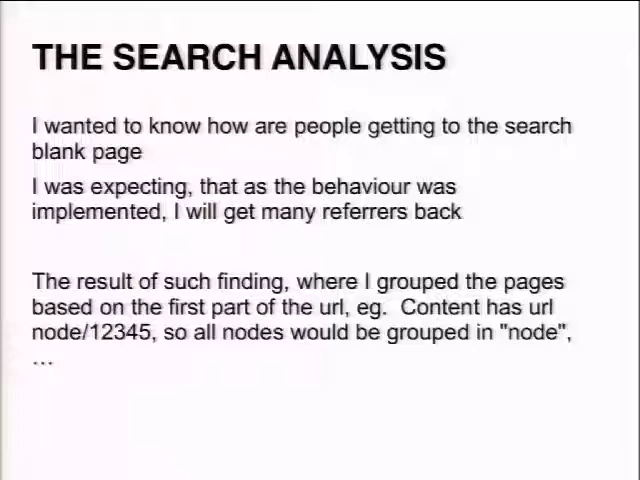 THE SEARCH ANALYSIS
I wanted to know how are people getting to the search
blank page
I was expecting, that as the behaviour was
implemented, I will get many referrers back
The result of such finding, where I grouped the pages
based on the first part of the url, eg.  Content has url
node/12345, so all nodes would be grouped in "node",
…